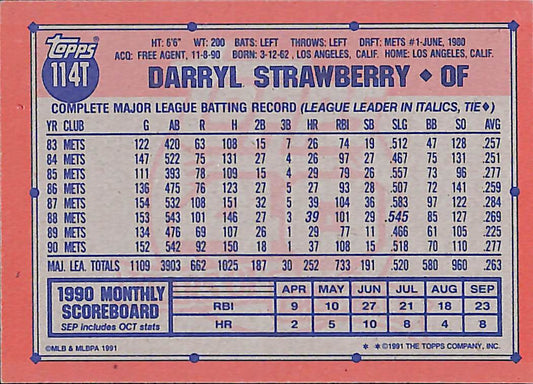 topps
114T
HT: 6'6" WT: 200 BATS: LEFT THROWS: LEFT DRFT: METS #1-JUNE, 1980
ACQ: FREE AGENT, 11-8-90 BORN: 3-12-62, LOS ANGELES, CALIF. HOME: LOS ANGELES, CALIF.
DARRYL STRAWBERRY ◆ OF
COMPLETE MAJOR LEAGUE BATTING RECORD (LEAGUE LEADER IN ITALICS, TIE◆)
YR CLUB G AB R H 2B 3B HR RBI SB SLG BB SO AVG
83 METS 122 420 63 108 15 7 26 74 19 .512 47 128 .257
84 METS 147 522 75 131 27 4 26 97 27 .467 75 131 .251
85 METS 111 393 78 109 15 4 29 79 26 .557 73 96 .277
86 METS 136 475 76 123 27 5 27 93 28 .507 72 141 .259
87 METS 154 532 108 151 32 5 39 104 36 .583 97 122 .284
88 METS 153 543 101 146 27 3 39 101 29 .545 85 127 .269
89 METS 134 476 69 107 26 1 29 77 11 .466 61 105 .225
90 METS 152 542 92 150 18 1 37 108 15 .518 70 110 .277
MAJ. LEA. TOTALS 1109 3903 662 1025 187 30 252 733 191 .520 580 960 .263
1990 MONTHLY SCOREBOARD
SEP includes OCT stats
APR MAY JUN JUL AUG SEP
RBI 9 10 27 21 18 23
HR 2 5 10 8 4 8
©MLB & MLBPA 1991
* * ©1991 THE TOPPS COMPANY, INC.